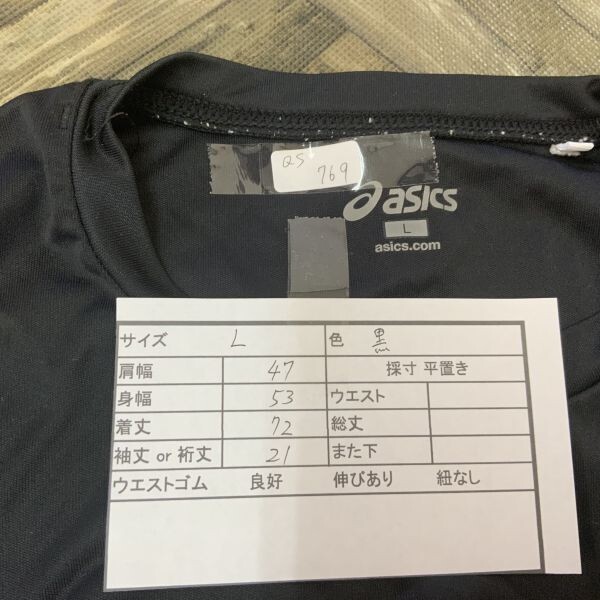 QS
769
asics
L
asics.com
サイズ L 色 黒
肩幅 47 採寸 平置き
身幅 53 ウエスト
着丈 72 総丈
袖丈 or 裄丈 21 また下
ウエストゴム 良好 伸びあり 紐なし